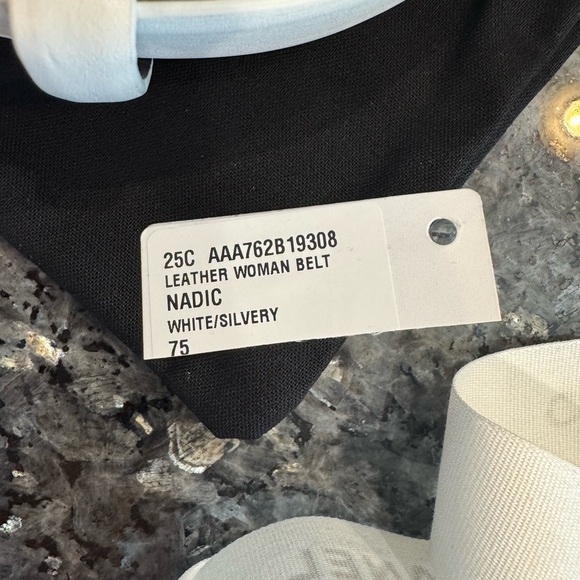 25C AAA762B19308
LEATHER WOMAN BELT
NADIC
WHITE/SILVERY
75